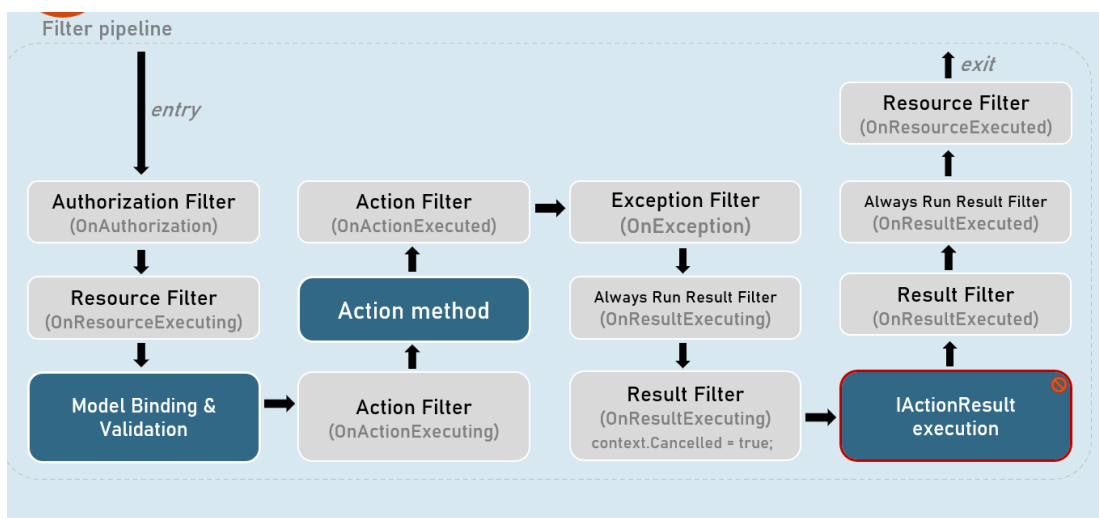 Filter pipeline
entry
Authorization Filter
(OnAuthorization)
Resource Filter
(OnResourceExecuting)
Model Binding &
Validation
Action Filter
(OnActionExecuting)
Action method
Action Filter
(OnActionExecuted)
Exception Filter
(OnException)
Always Run Result Filter
(OnResultExecuting)
Result Filter
(OnResultExecuting)
context.Cancelled = true;
IActionResult
execution
Result Filter
(OnResultExecuted)
Always Run Result Filter
(OnResultExecuted)
Resource Filter
(OnResourceExecuted)
exit